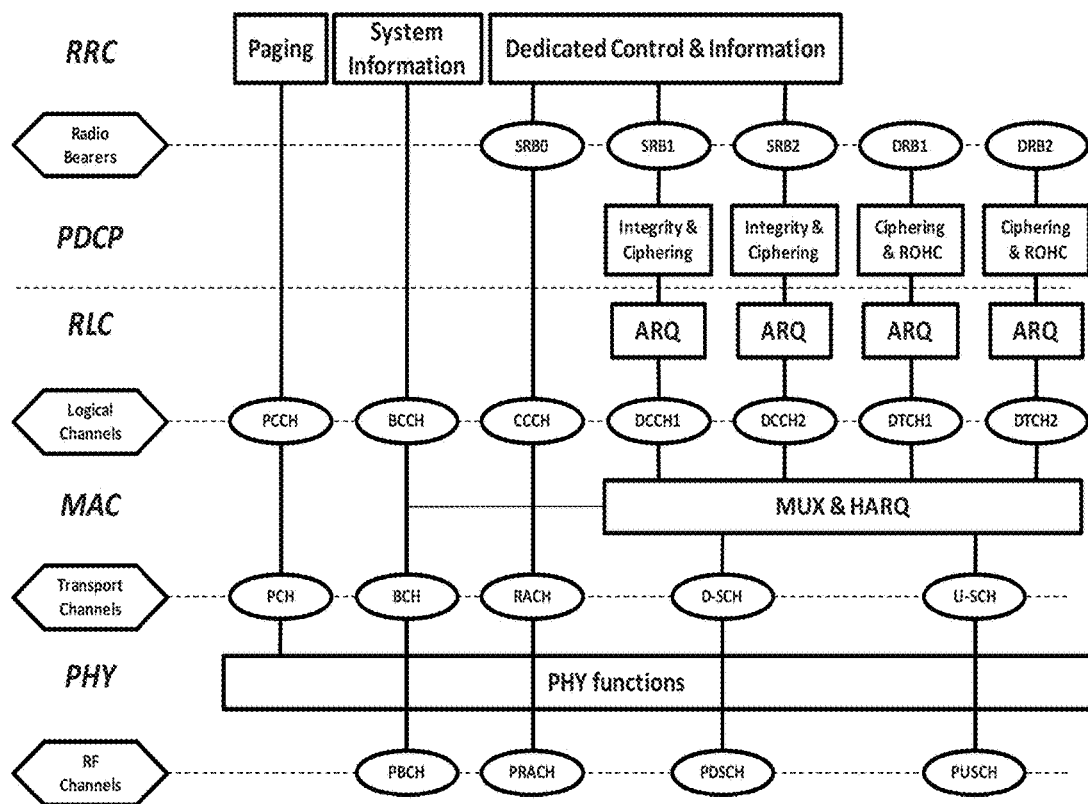 RRC
Paging
System
Information
Dedicated Control & Information
Radio
Bearers
SRB0
SRB1
SRB2
DRB1
DRB2
PDCP
Integrity &
Ciphering
Integrity &
Ciphering
Ciphering
& ROHC
Ciphering
& ROHC
RLC
ARQ
ARQ
ARQ
ARQ
Logical
Channels
PCCH
BCCH
CCCH
DCCH1
DCCH2
DTCH1
DTCH2
MAC
MUX & HARQ
Transport
Channels
PCH
BCH
RACH
D-SCH
U-SCH
PHY
PHY functions
RF
Channels
PBCH
PRACH
PDSCH
PUSCH